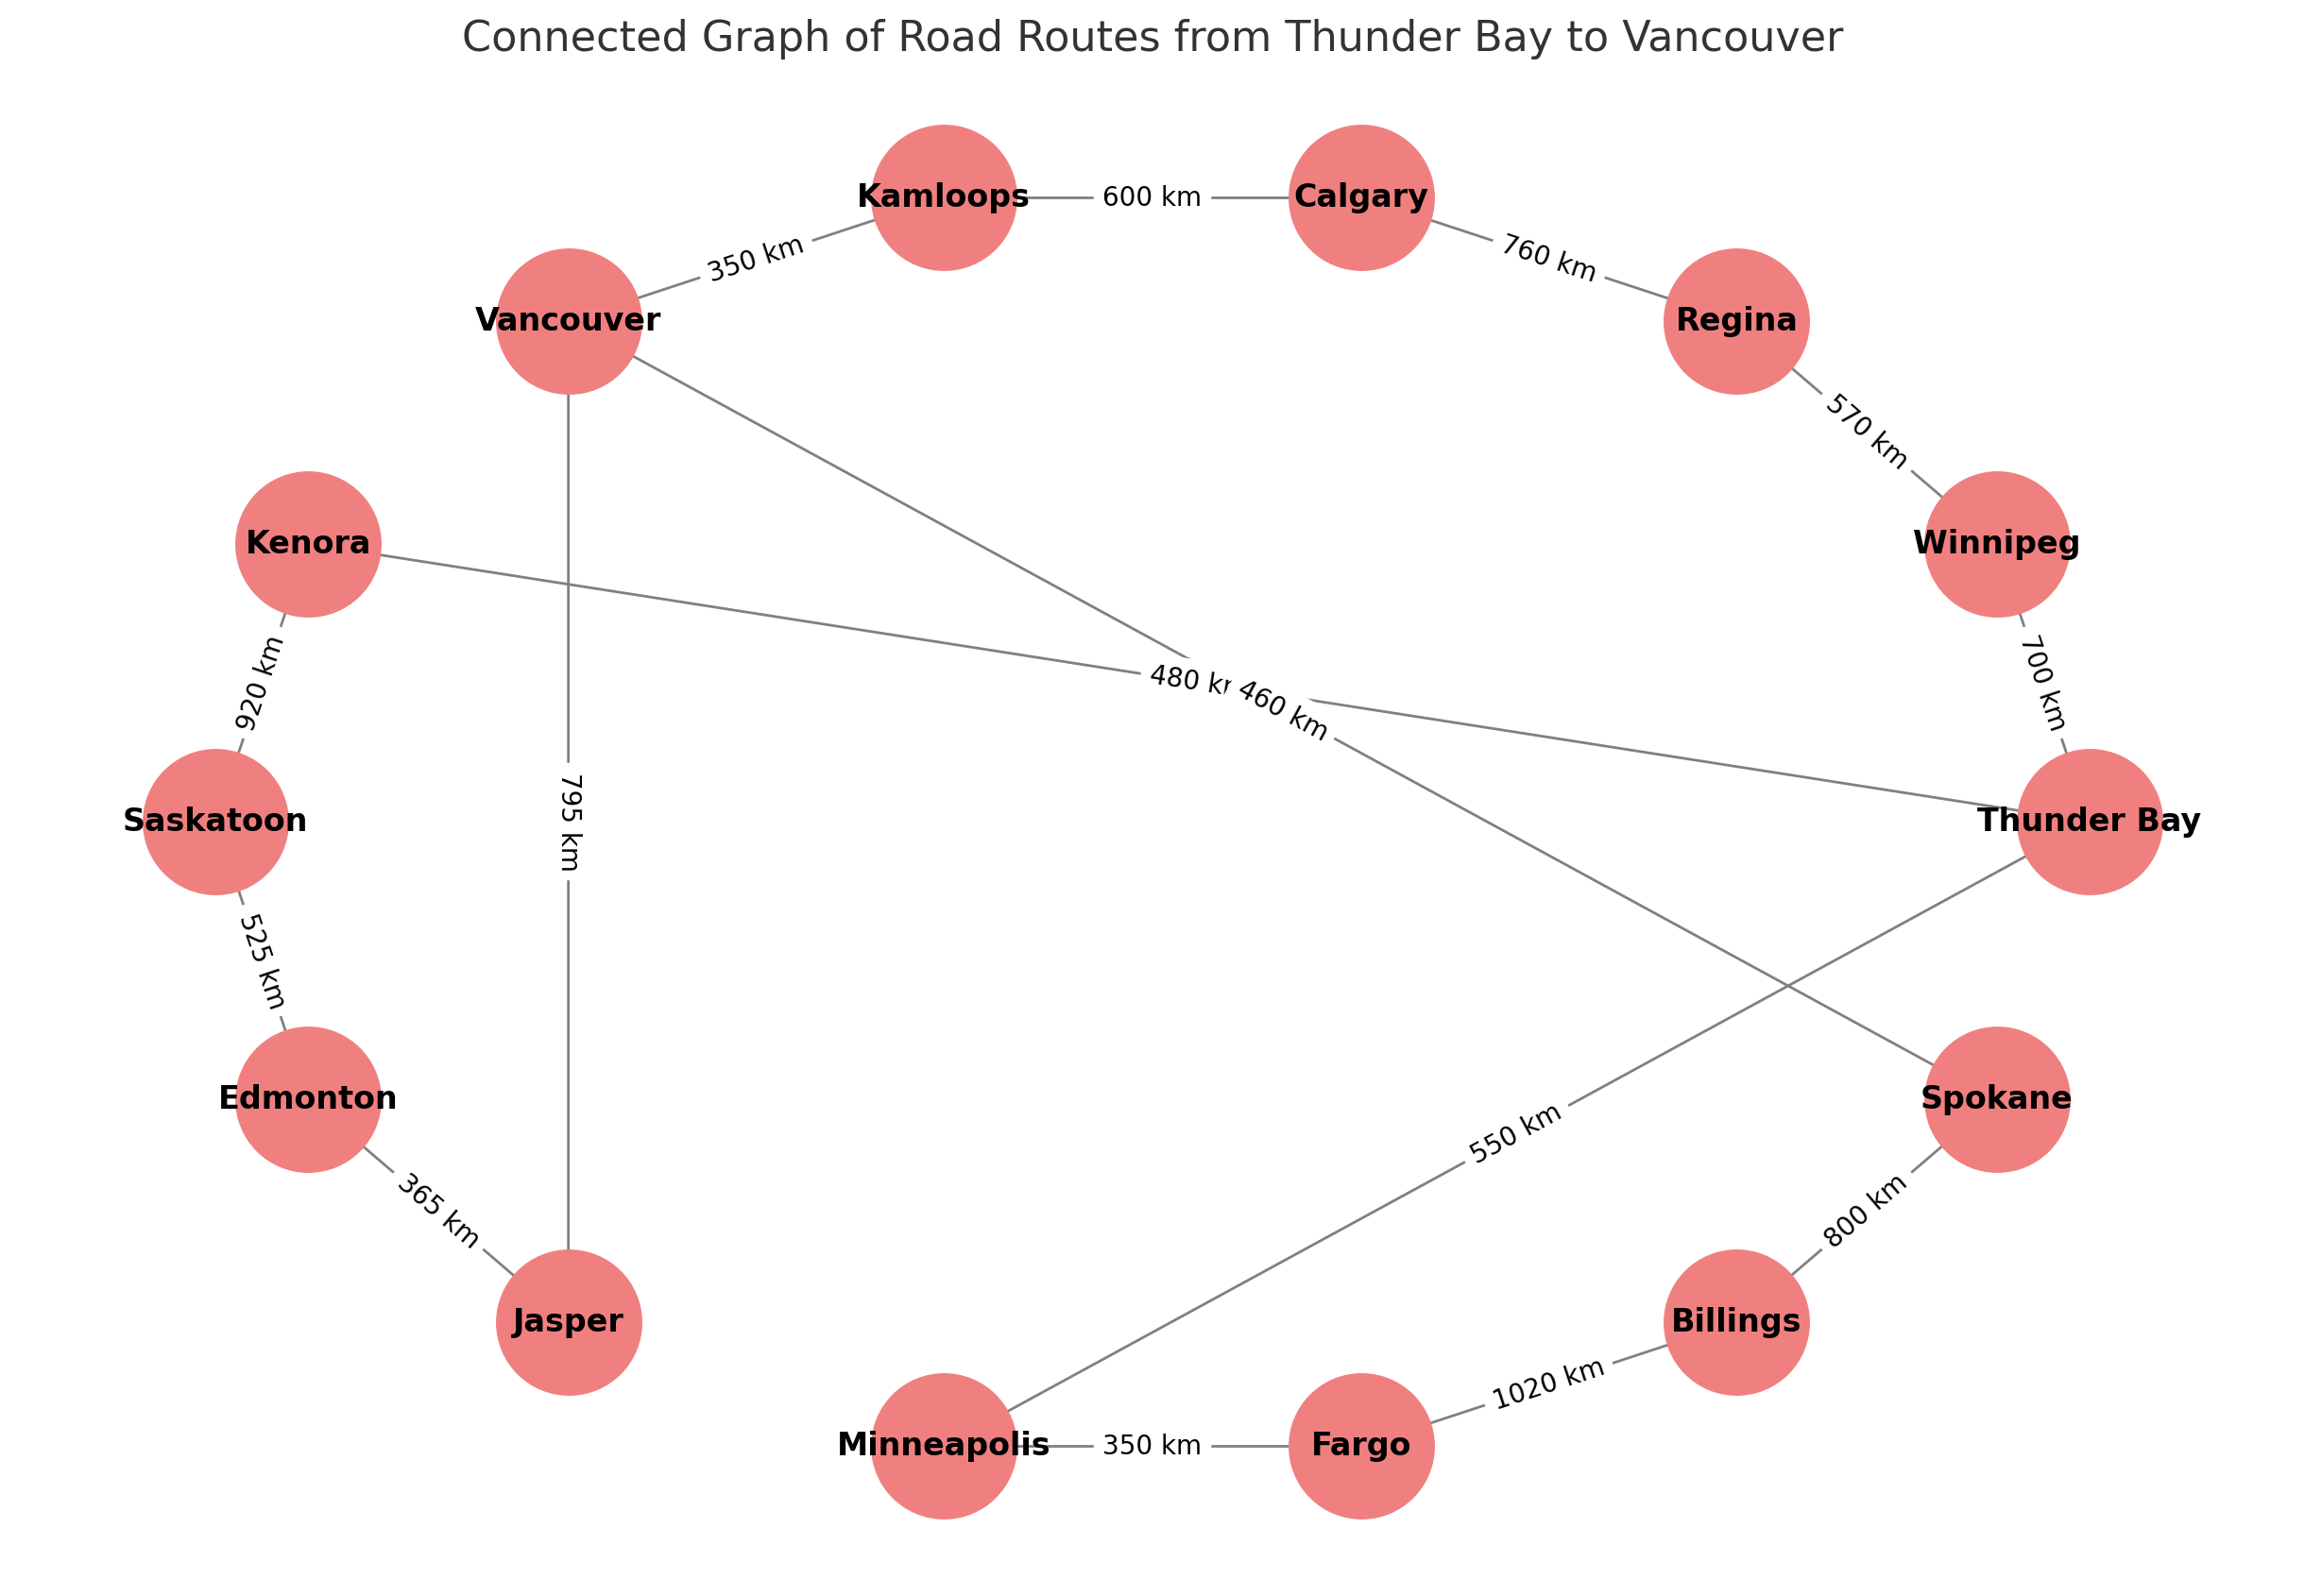 Connected Graph of Road Routes from Thunder Bay to Vancouver
Kamloops
600 km
Calgary
350 km
760 km
Vancouver
Regina
570 km
Kenora
Winnipeg
920 km
480 k
460 km
700 km
Saskatoon
795 km
Thunder Bay
525 km
Edmonton
550 km
Spokane
365 km
800 km
Jasper
Billings
1020 km
Minneapolis
350 km
Fargo